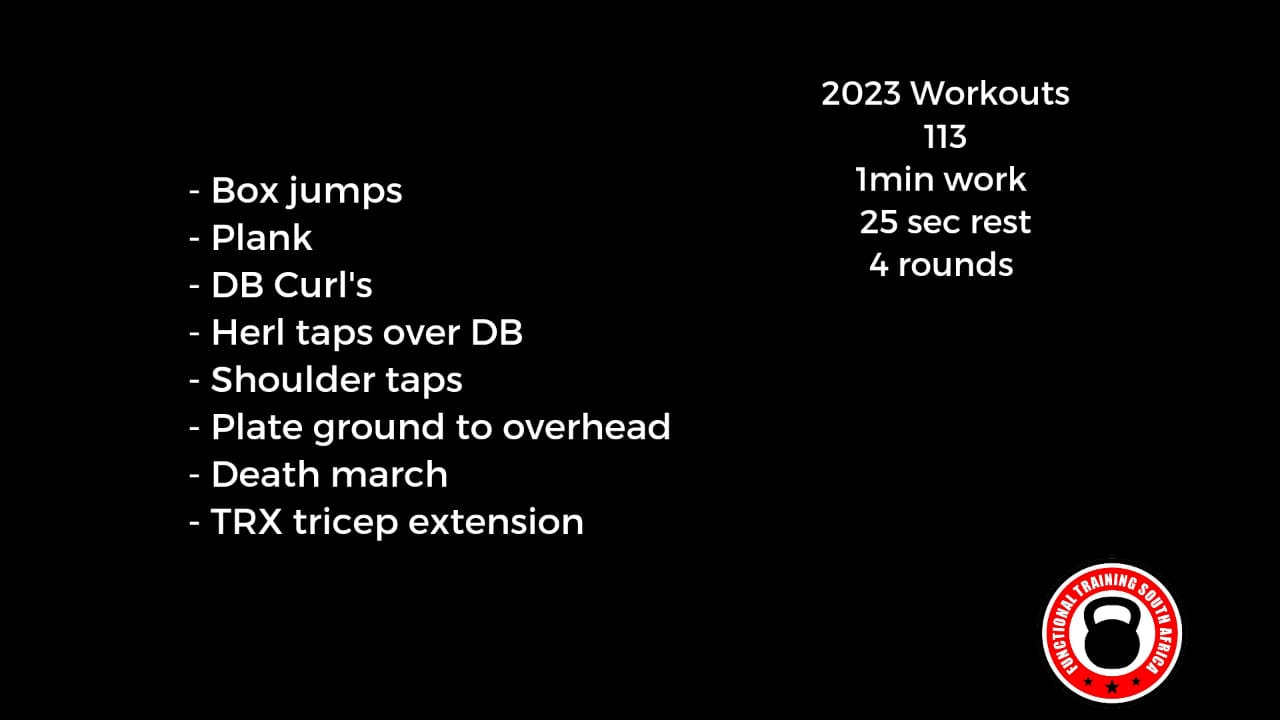 2023 Workouts
113
1min work
25 sec rest
4 rounds
- Box jumps
- Plank
- DB Curl's
- Herl taps over DB
- Shoulder taps
- Plate ground to overhead
- Death march
- TRX tricep extension
FUNCTIONAL TRAINING SOUTH AFRICA